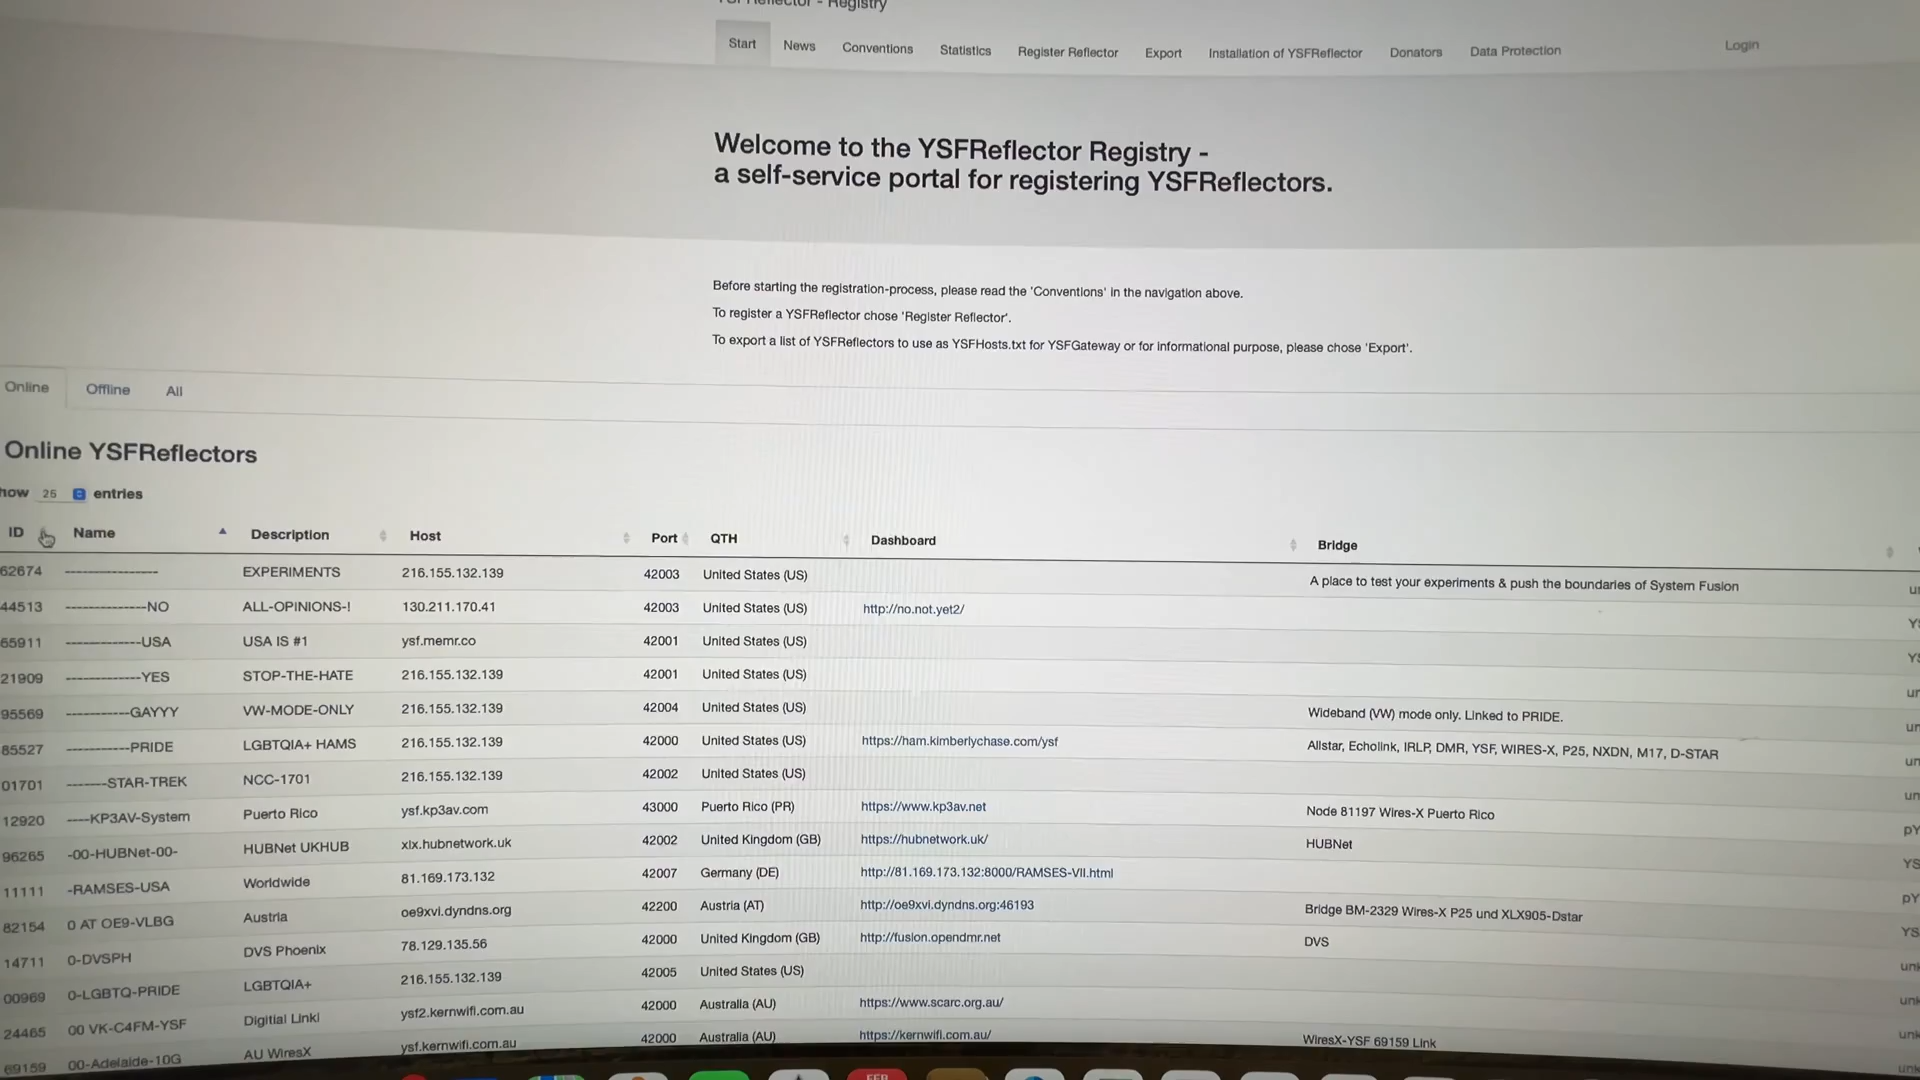 Registry
Start News Conventions Statistics Register Reflector Export Installation of YSFReflector Donators Data Protection Login
Welcome to the YSFReflector Registry -
a self-service portal for registering YSFReflectors.
Before starting the registration-process, please read the 'Conventions' in the navigation above.
To register a YSFReflector chose 'Register Reflector'.
To export a list of YSFReflectors to use as YSFHosts.txt for YSFGateway or for informational purpose, please chose 'Export'.
Online Offline All
Online YSFReflectors
how 25 entries
ID Name Description Host Port QTH Dashboard Bridge
62674 ---------------- EXPERIMENTS 216.155.132.139 42003 United States (US) A place to test your experiments & push the boundaries of System Fusion
44513 --------------NO ALL-OPINIONS-! 130.211.170.41 42003 United States (US) http://no.not.yet2/
65911 -------------USA USA IS #1 ysf.memr.co 42001 United States (US)
21909 -------------YES STOP-THE-HATE 216.155.132.139 42001 United States (US)
95569 -----------GAYYY VW-MODE-ONLY 216.155.132.139 42004 United States (US) Wideband (VW) mode only. Linked to PRIDE.
85527 -----------PRIDE LGBTQIA+ HAMS 216.155.132.139 42000 United States (US) https://ham.kimberlychase.com/ysf Allstar, Echolink, IRLP, DMR, YSF, WIRES-X, P25, NXDN, M17, D-STAR
01701 -------STAR-TREK NCC-1701 216.155.132.139 42002 United States (US)
12920 ----KP3AV-System Puerto Rico ysf.kp3av.com 43000 Puerto Rico (PR) https://www.kp3av.net Node 81197 Wires-X Puerto Rico
96265 -00-HUBNet-00- HUBNet UKHUB xlx.hubnetwork.uk 42002 United Kingdom (GB) https://hubnetwork.uk/ HUBNet
11111 -RAMSES-USA Worldwide 81.169.173.132 42007 Germany (DE) http://81.169.173.132:8000/RAMSES-VII.html
82154 0 AT OE9-VLBG Austria oe9xvi.dyndns.org 42200 Austria (AT) http://oe9xvi.dyndns.org:46193 Bridge BM-2329 Wires-X P25 und XLX905-Dstar
14711 0-DVSPH DVS Phoenix 78.129.135.56 42000 United Kingdom (GB) http://fusion.opendmr.net DVS
00969 0-LGBTQ-PRIDE LGBTQIA+ 216.155.132.139 42005 United States (US)
24465 00 VK-C4FM-YSF Digitial Linkl ysf2.kernwifi.com.au 42000 Australia (AU) https://www.scarc.org.au/
69159 00-Adelaide-10G AU WiresX ysf.kernwifi.com.au 42000 Australia (AU) https://kernwifi.com.au/ WiresX-YSF 69159 Link
FEB